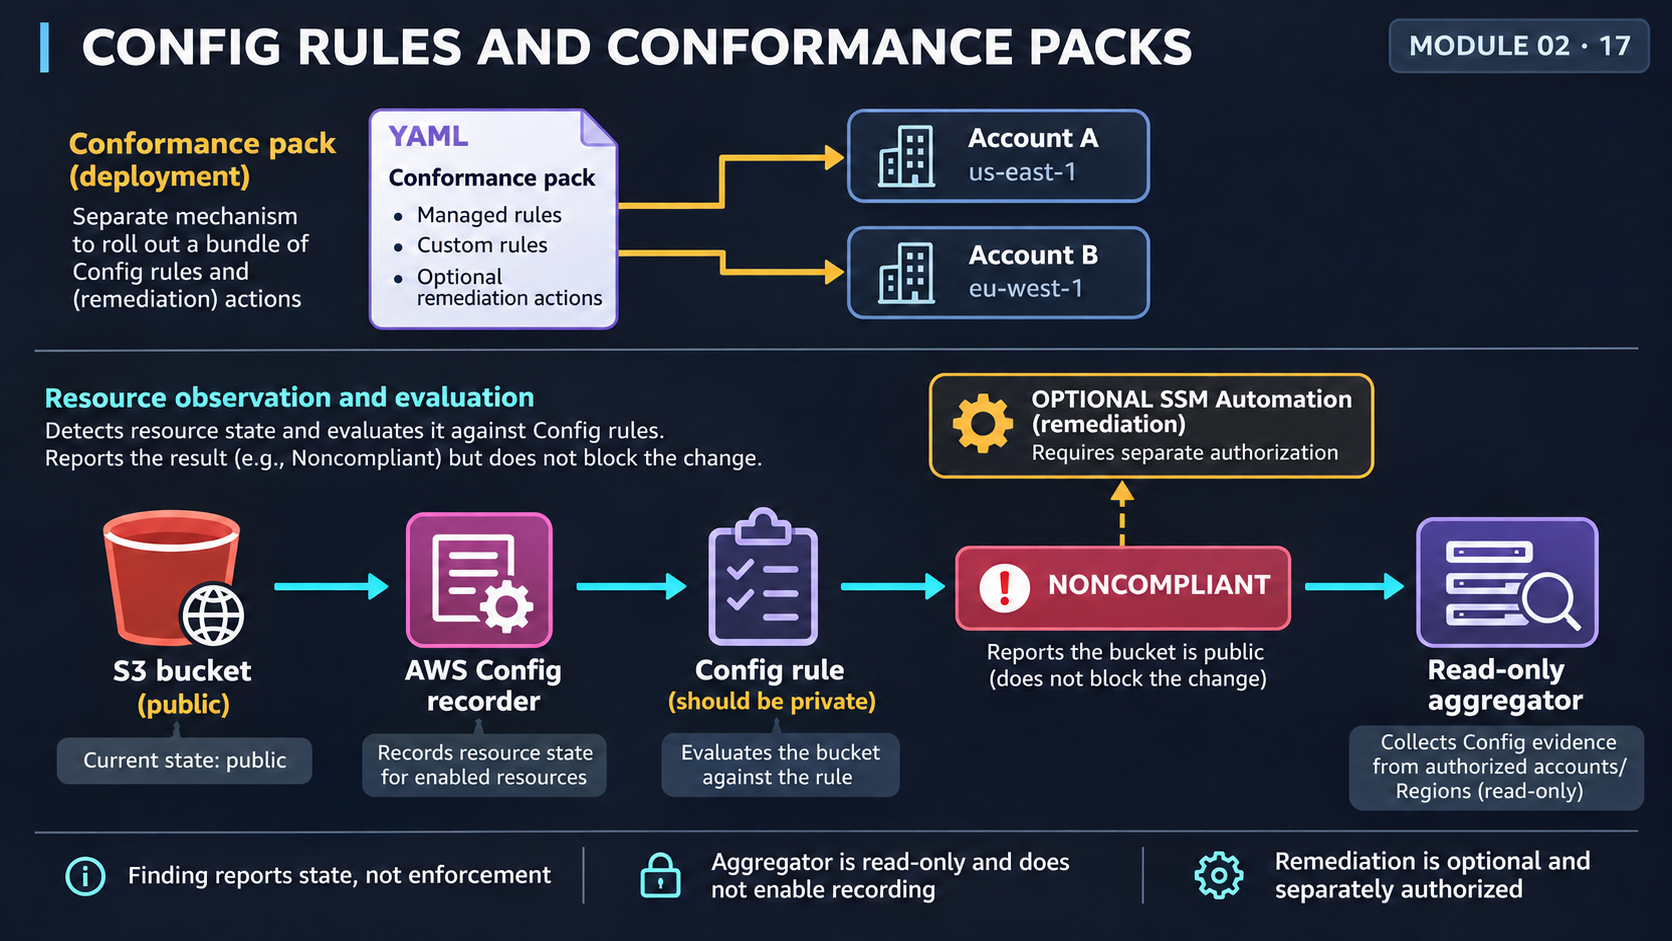 CONFIG RULES AND CONFORMANCE PACKS
MODULE 02 · 17
Conformance pack
(deployment)
Separate mechanism
to roll out a bundle of
Config rules and
(remediation) actions
YAML
Conformance pack
• Managed rules
• Custom rules
• Optional
remediation actions
Account A
us-east-1
Account B
eu-west-1
Resource observation and evaluation
Detects resource state and evaluates it against Config rules.
Reports the result (e.g., Noncompliant) but does not block the change.
OPTIONAL SSM Automation
(remediation)
Requires separate authorization
S3 bucket
(public)
Current state: public
AWS Config
recorder
Records resource state
for enabled resources
Config rule
(should be private)
Evaluates the bucket
against the rule
! NONCOMPLIANT
Reports the bucket is public
(does not block the change)
Read-only
aggregator
Collects Config evidence
from authorized accounts/
Regions (read-only)
Finding reports state, not enforcement
Aggregator is read-only and does
not enable recording
Remediation is optional and
separately authorized